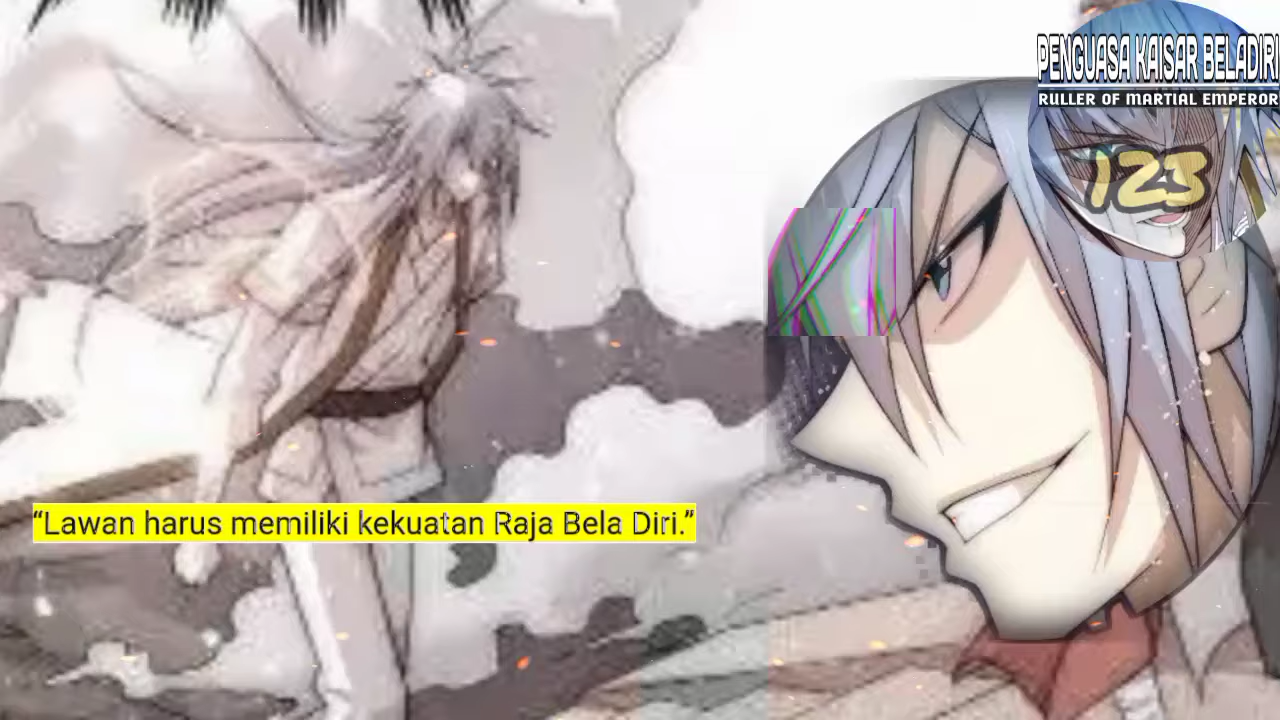 PENGUASA KAISAR BELADIRI
RULLER OF MARTIAL EMPEROR
123
“Lawan harus memiliki kekuatan Raja Bela Diri.”